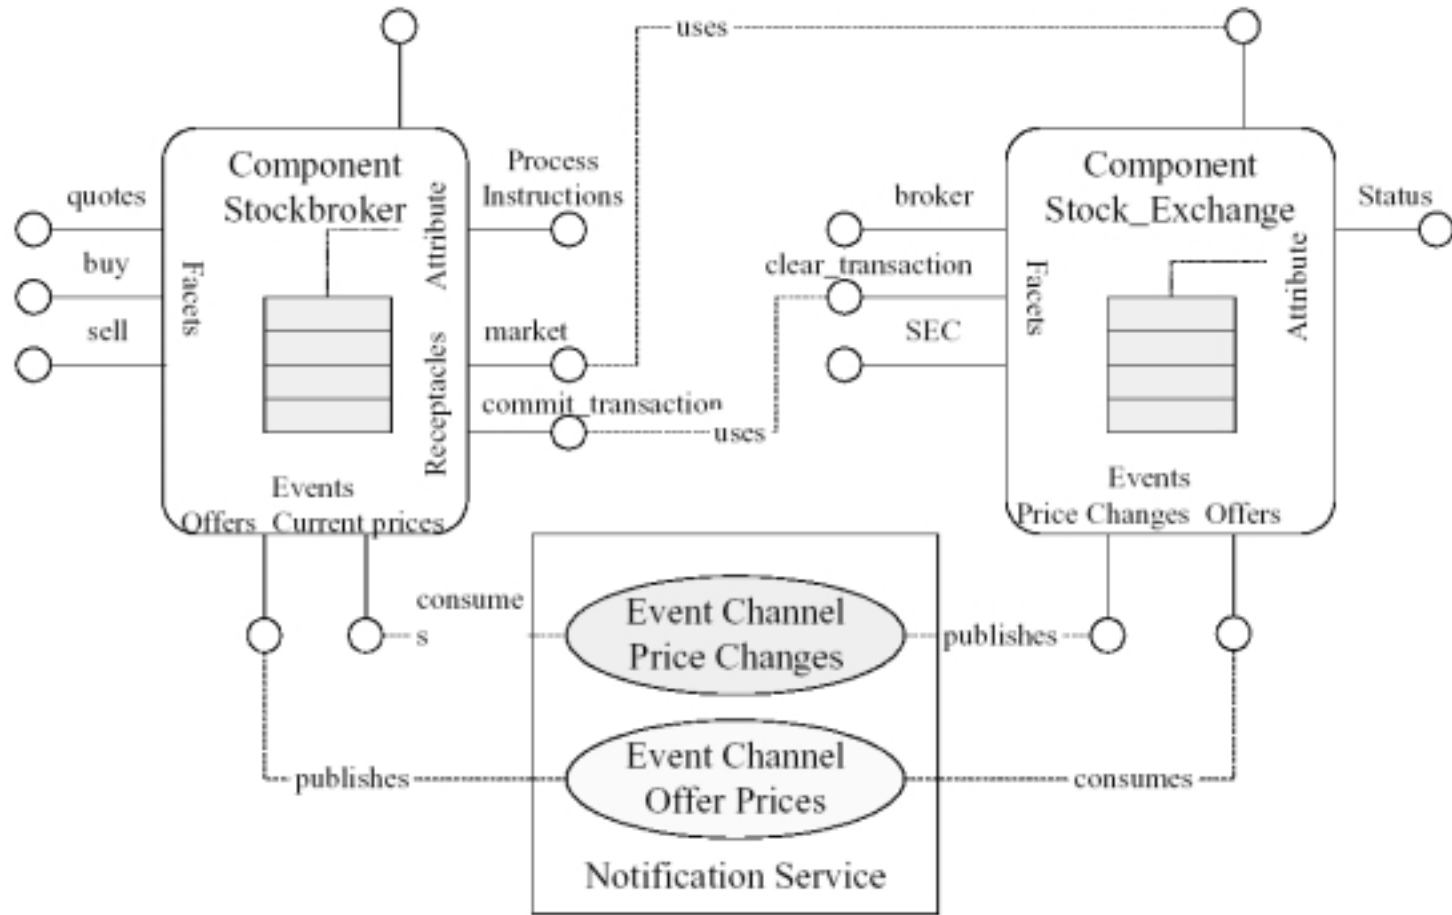 uses
Component
Stockbroker
Process
Instructions
Attribute
quotes
buy
sell
Facets
market
Receptacles
commit_transaction
uses
Events
Offers Current prices
Component
Stock_Exchange
broker
Status
clear_transaction
Facets
Attribute
SEC
Events
Price Changes Offers
consume
s
Event Channel
Price Changes
publishes
publishes
Event Channel
Offer Prices
consumes
Notification Service